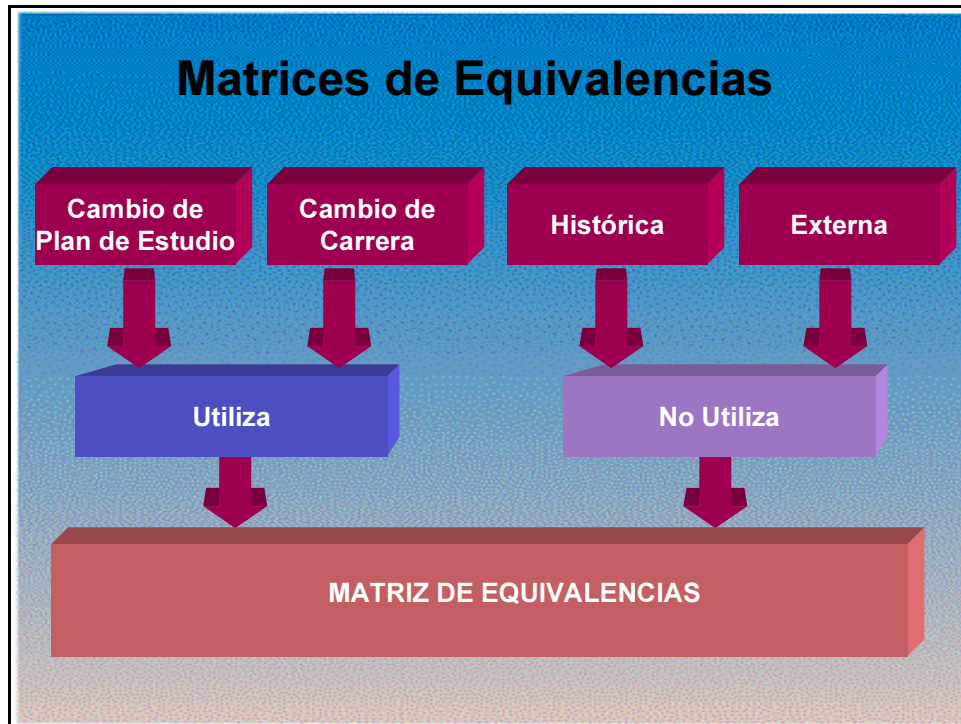 Matrices de Equivalencias
Cambio de
Plan de Estudio
Cambio de
Carrera
Histórica
Externa
Utiliza
No Utiliza
MATRIZ DE EQUIVALENCIAS